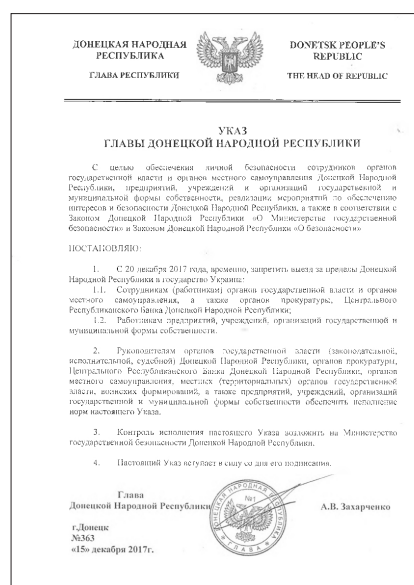 ДОНЕЦКАЯ НАРОДНАЯ
РЕСПУБЛИКА
ГЛАВА РЕСПУБЛИКИ
DONETSK PEOPLE'S
REPUBLIC
THE HEAD OF REPUBLIC
УКАЗ
ГЛАВЫ ДОНЕЦКОЙ НАРОДНОЙ РЕСПУБЛИКИ
С целью обеспечения личной безопасности сотрудников органов
государственной власти и органов местного самоуправления Донецкой Народной
Республики, предприятий, учреждений и организаций государственной и
муниципальной формы собственности, реализации мероприятий по обеспечению
интересов и безопасности Донецкой Народной Республики, а также в соответствии с
Законом Донецкой Народной Республики «О Министерстве государственной
безопасности» и Законом Донецкой Народной Республики «О безопасности»
ПОСТАНОВЛЯЮ:
1. С 20 декабря 2017 года, временно, запретить выезд за пределы Донецкой
Народной Республики в государство Украина:
1.1. Сотрудникам (работникам) органов государственной власти и органов
местного самоуправления, а также органов прокуратуры, Центрального
Республиканского Банка Донецкой Народной Республики;
1.2. Работникам предприятий, учреждений, организаций государственной и
муниципальной формы собственности.
2. Руководителям органов государственной власти (законодательной,
исполнительной, судебной) Донецкой Народной Республики, органов прокуратуры,
Центрального Республиканского Банка Донецкой Народной Республики, органов
местного самоуправления, местных (территориальных) органов государственной
власти, воинских формирований, а также предприятий, учреждений, организаций
государственной и муниципальной формы собственности обеспечить исполнение
норм настоящего Указа.
3. Контроль исполнения настоящего Указа возложить на Министерство
государственной безопасности Донецкой Народной Республики.
4. Настоящий Указ вступает в силу со дня его подписания.
Глава
Донецкой Народной Республики
А.В. Захарченко
ДОНЕЦКАЯ НАРОДНАЯ РЕСПУБЛИКА
№1
ГЛАВА
г.Донецк
№363
«15» декабря 2017г.